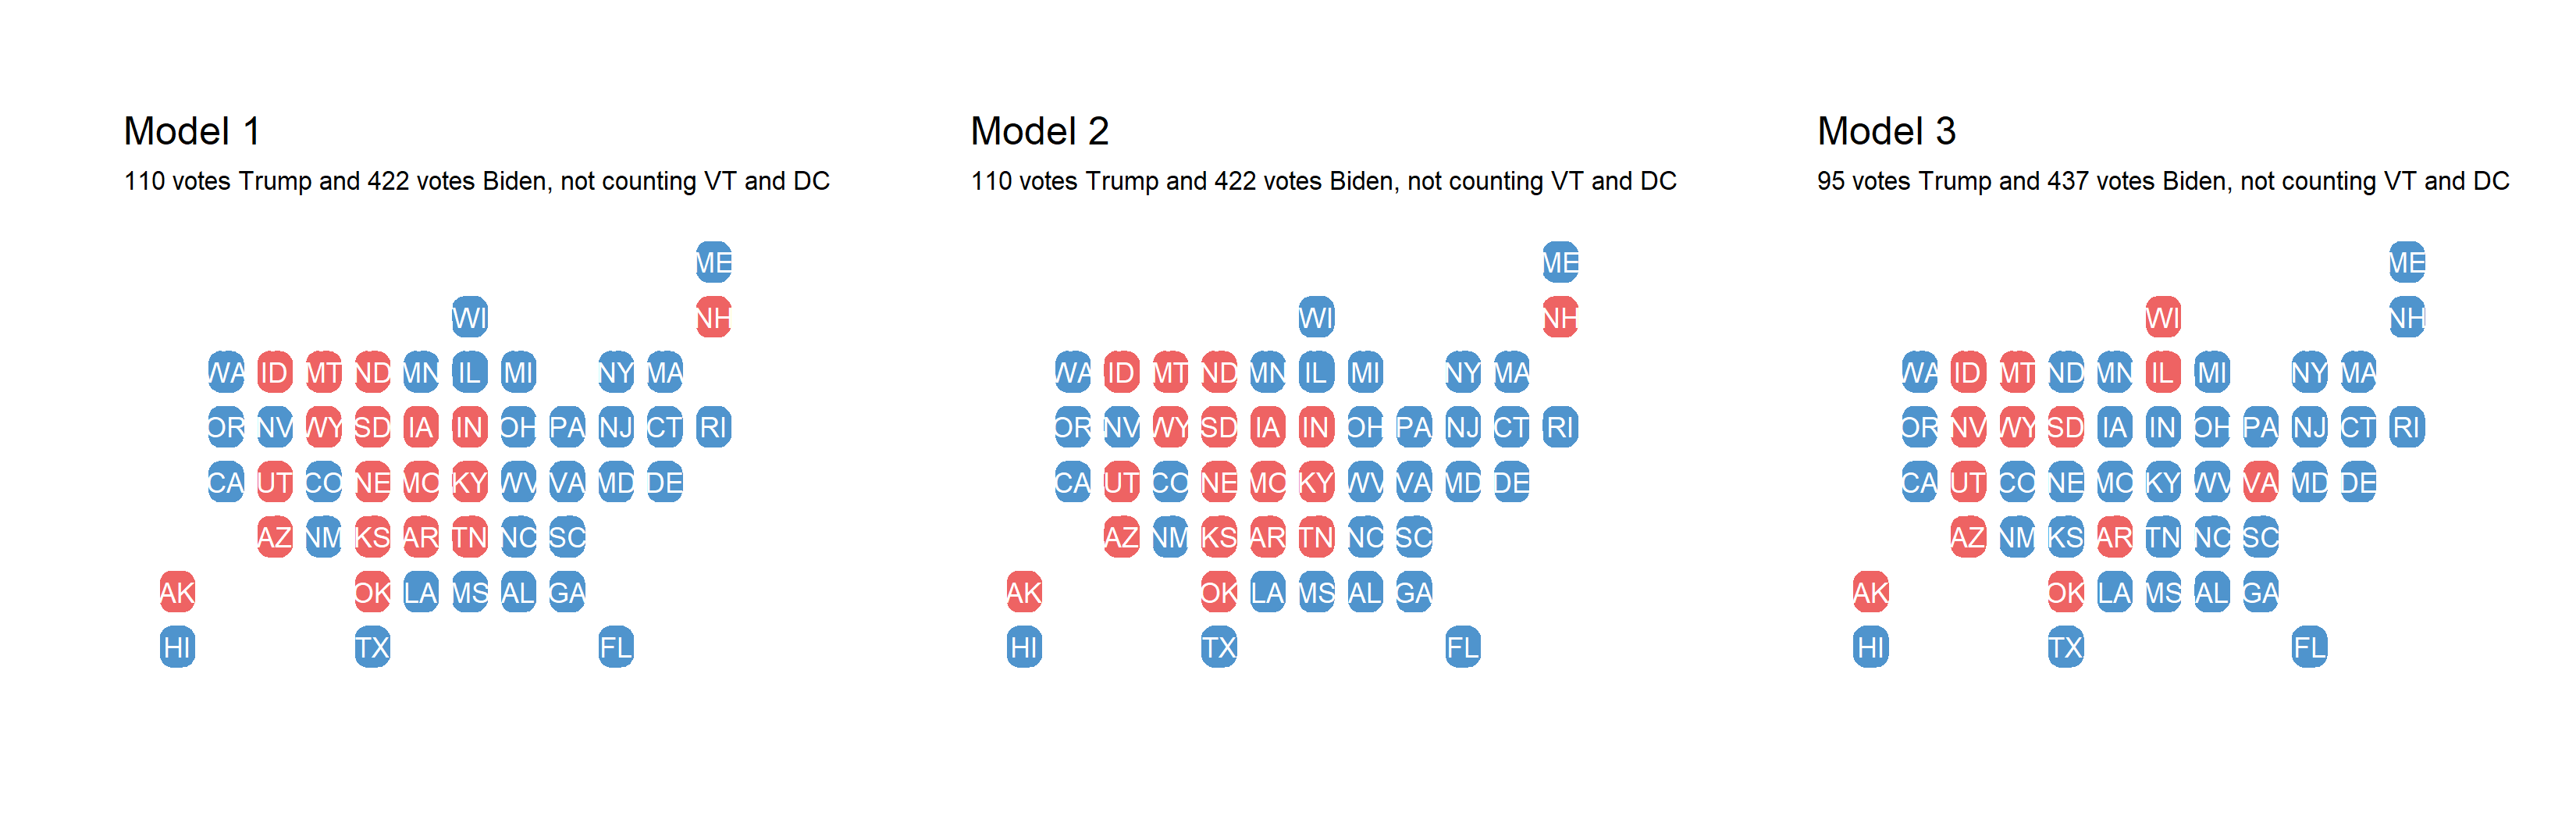 Model 1
110 votes Trump and 422 votes Biden, not counting VT and DC
ME
WI NH
WA ID MT ND MN IL MI NY MA
OR NV WY SD IA IN OH PA NJ CT RI
CA UT CO NE MO KY WV VA MD DE
AZ NM KS AR TN NC SC
AK OK LA MS AL GA
HI TX FL
Model 2
110 votes Trump and 422 votes Biden, not counting VT and DC
ME
WI NH
WA ID MT ND MN IL MI NY MA
OR NV WY SD IA IN OH PA NJ CT RI
CA UT CO NE MO KY WV VA MD DE
AZ NM KS AR TN NC SC
AK OK LA MS AL GA
HI TX FL
Model 3
95 votes Trump and 437 votes Biden, not counting VT and DC
ME
WI NH
WA ID MT ND MN IL MI NY MA
OR NV WY SD IA IN OH PA NJ CT RI
CA UT CO NE MO KY WV VA MD DE
AZ NM KS AR TN NC SC
AK OK LA MS AL GA
HI TX FL